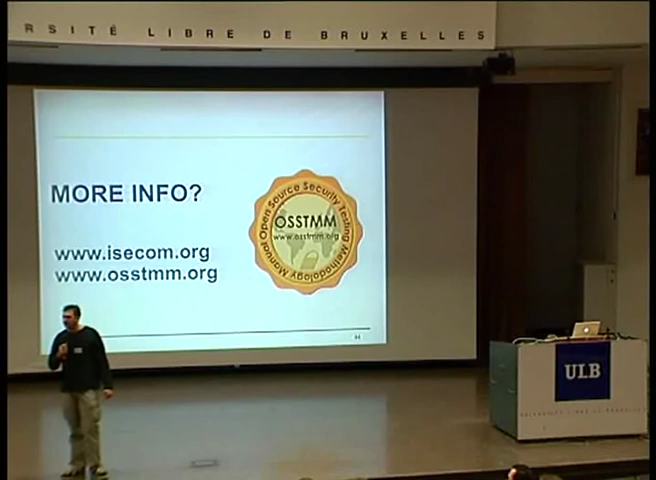 RSITÉ LIBRE DE BRUXELLES
MORE INFO?
www.isecom.org
www.osstmm.org
Open Source Security Testing Methodology Manual
OSSTMM
www.osstmm.org
ULB